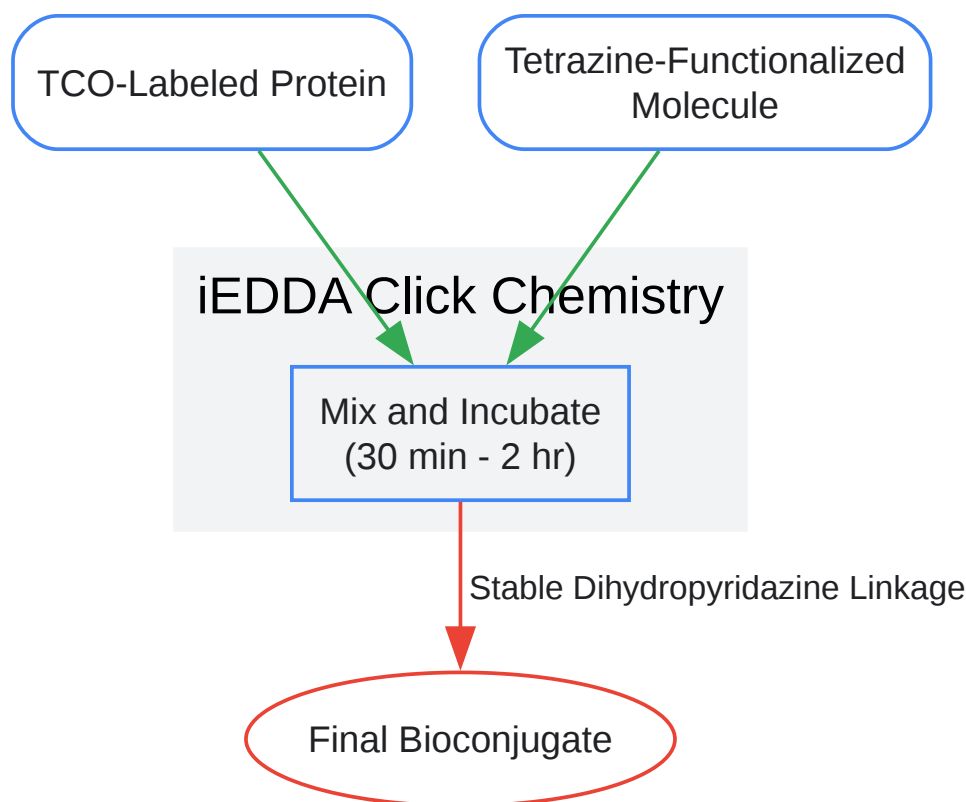 TCO-Labeled Protein
Tetrazine-Functionalized
Molecule
iEDDA Click Chemistry
Mix and Incubate
(30 min - 2 hr)
Stable Dihydropyridazine Linkage
Final Bioconjugate